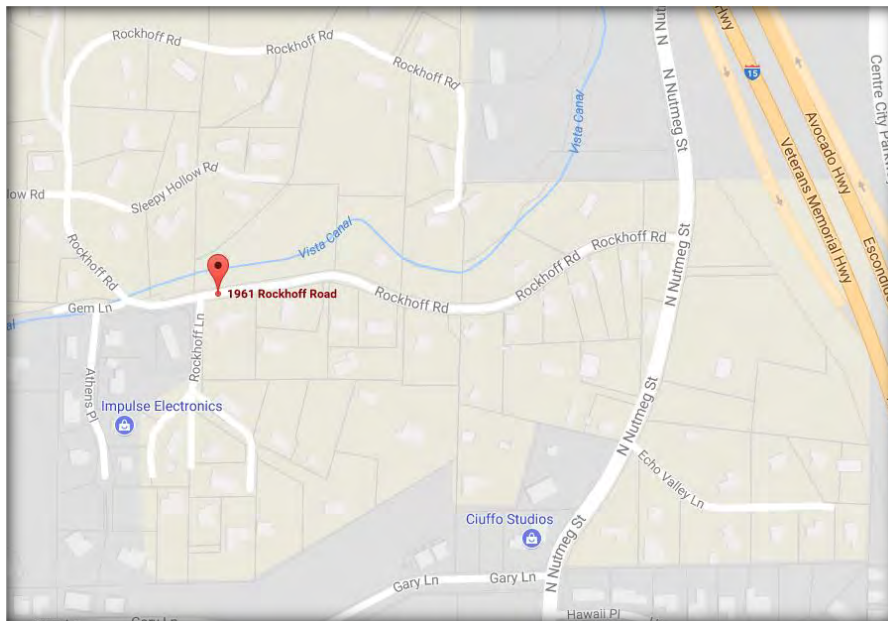 Rockhoff Rd
Rockhoff Rd
Rockhoff Rd
N Nutmeg St
Hwy
15
Centre City
Avocado Hwy
Veterans Memorial Hwy
Escondido
Vista Canal
low Rd
Sleepy Hollow Rd
Vista Canal
Rockhoff Rd
Rockhoff Rd
Rockhoff Rd
N Nutmeg St
1961 Rockhoff Road
Rockhoff Rd
Gem Ln
al
Rockhoff Ln
Athens Pl
Impulse Electronics
N Nutmeg St
Echo Valley Ln
Ciuffo Studios
N Nutmeg St
Gary Ln
Gary Ln
Hawaii Pl